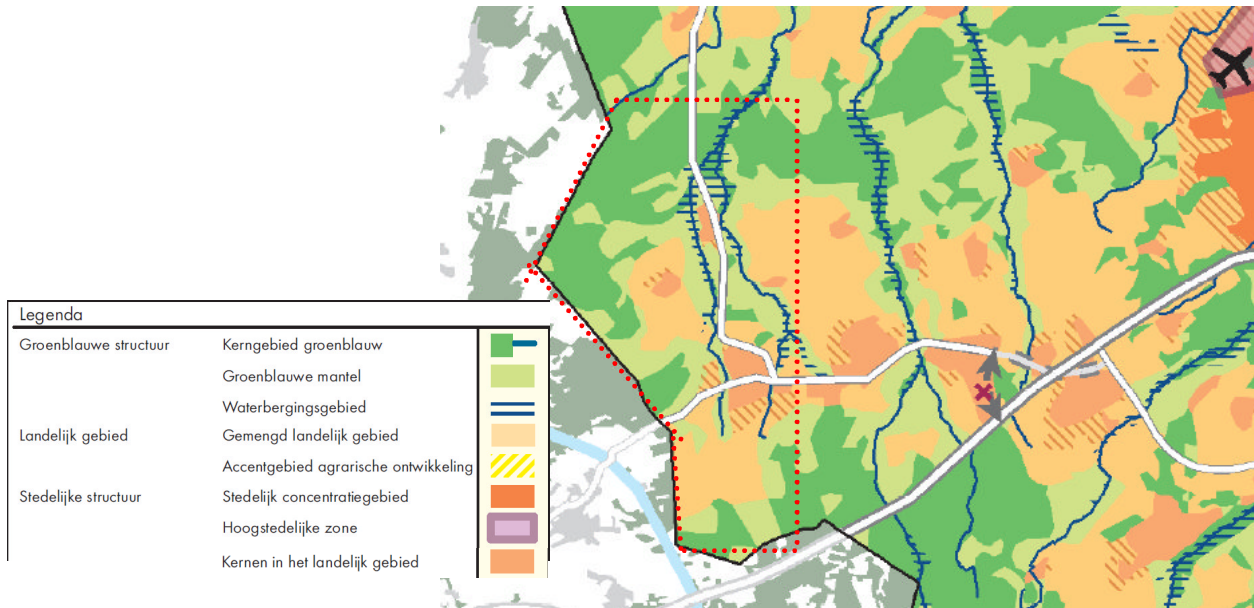 Legenda
Groenblauwe structuur Kerngebied groenblauw
Groenblauwe mantel
Waterbergingsgebied
Landelijk gebied Gemengd landelijk gebied
Accentgebied agrarische ontwikkeling
Stedelijke structuur Stedelijk concentratiegebied
Hoogstedelijke zone
Kernen in het landelijk gebied